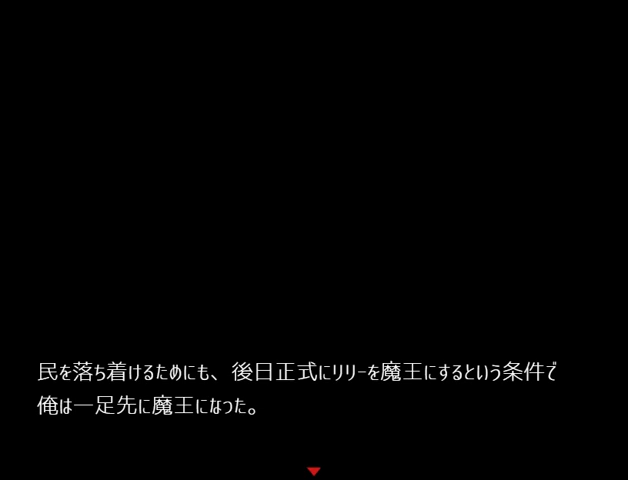 民を落ち着けるためにも、後日正式にリリーを魔王にするという条件で
俺は一足先に魔王になった。